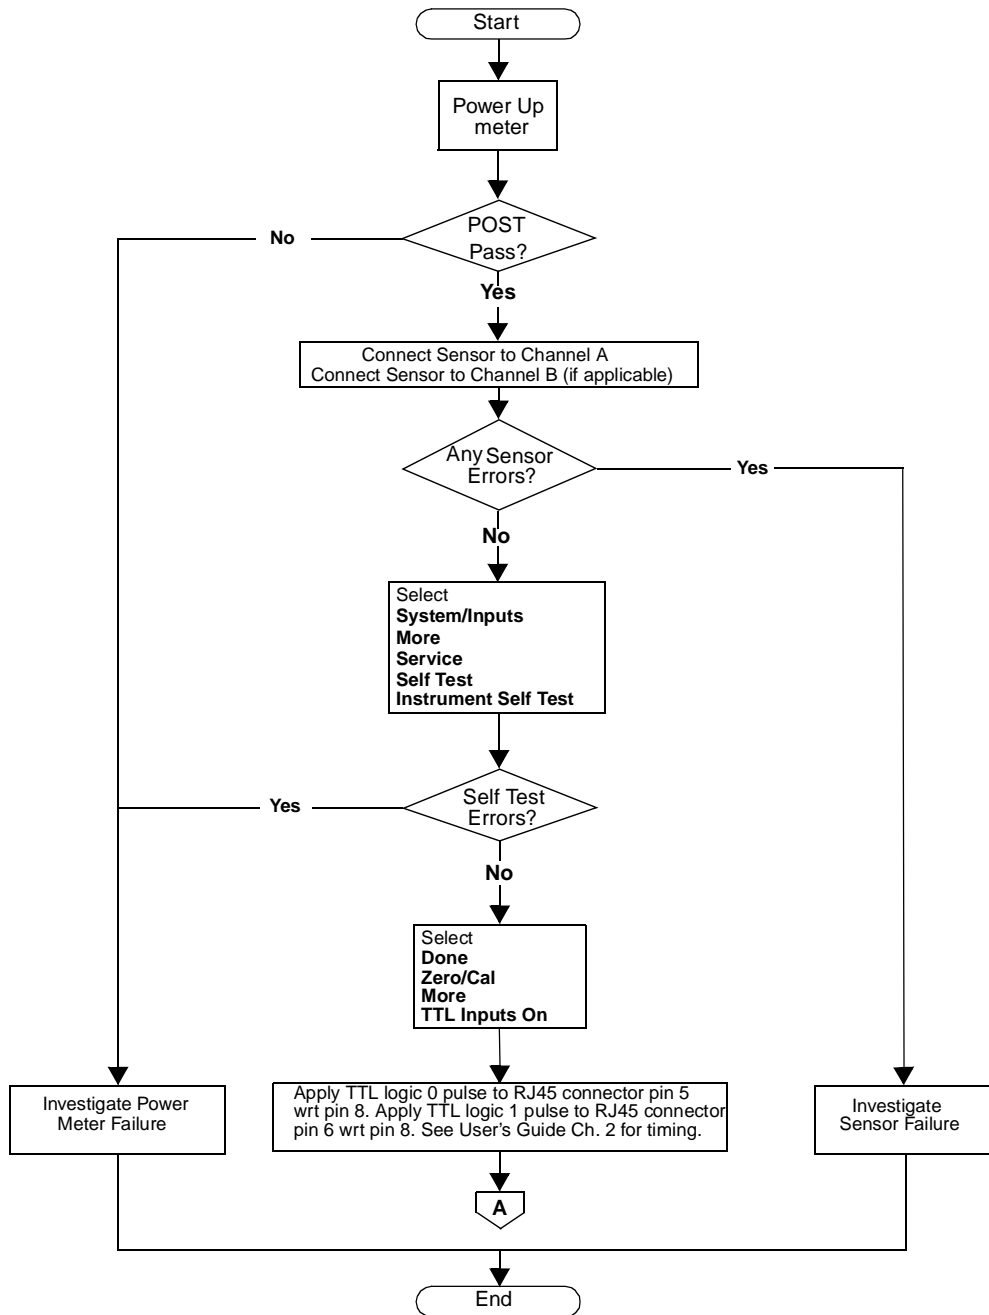 Start
Power Up
meter
POST
Pass?
No
Yes
Connect Sensor to Channel A
Connect Sensor to Channel B (if applicable)
Any Sensor
Errors?
Yes
No
Select
System/Inputs
More
Service
Self Test
Instrument Self Test
Self Test
Errors?
Yes
No
Select
Done
Zero/Cal
More
TTL Inputs On
Investigate Power
Meter Failure
Apply TTL logic 0 pulse to RJ45 connector pin 5
wrt pin 8. Apply TTL logic 1 pulse to RJ45 connector
pin 6 wrt pin 8. See User's Guide Ch. 2 for timing.
Investigate
Sensor Failure
A
End